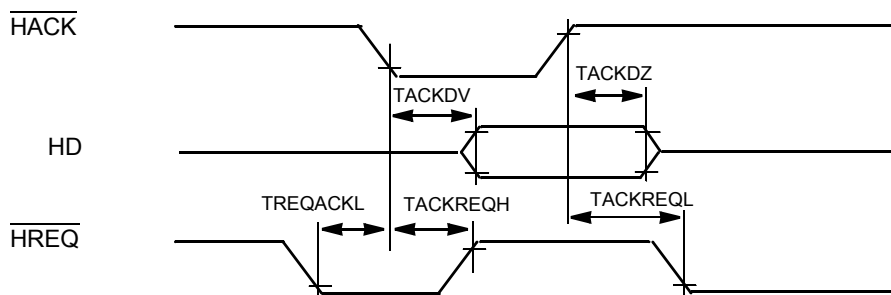 HACK
TACKDV
TACKDZ
HD
TREQACKL
TACKREQH
TACKREQL
HREQ